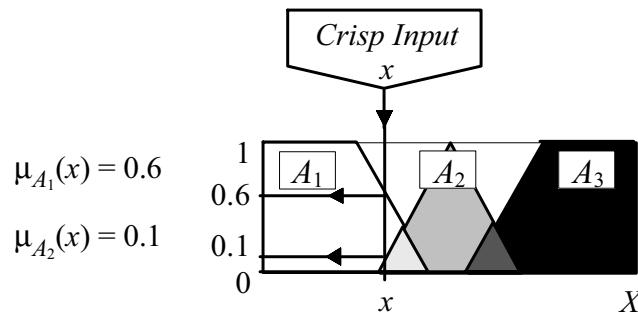 Crisp Input
x
1
A₁
A₂
A₃
μA₁(x) = 0.6
0.6
μA₂(x) = 0.1
0.1
0
x
X